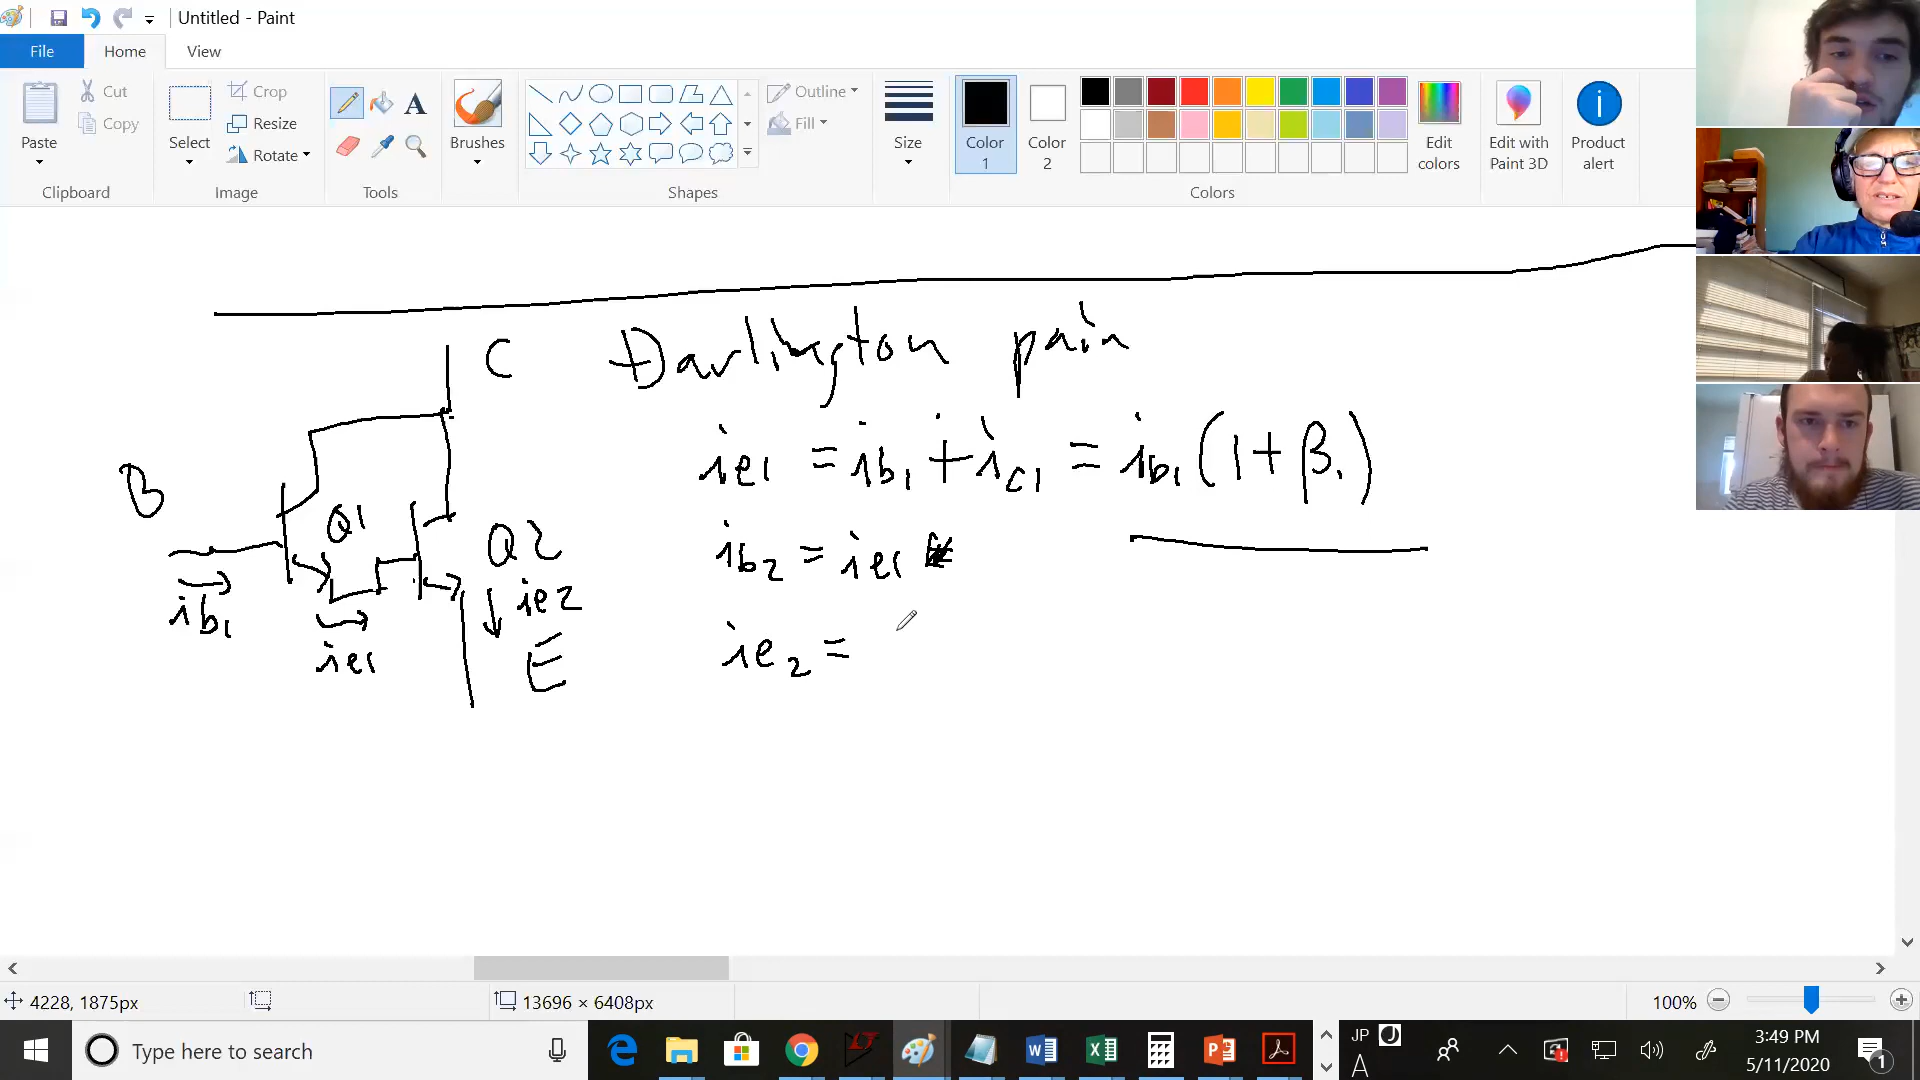 Untitled - Paint
File Home View
Paste
Cut
Copy
Clipboard
Select
Crop
Resize
Rotate
Image
Tools
Brushes
Shapes
Outline
Fill
Size
Color 1
Color 2
Colors
Edit colors
Edit with Paint 3D
Product alert
C Darlington pair
B
ie1 = ib1 + ic1 = ib1 (1 + β1)
Q1
Q2
ib2 = ie1
ib1
ie1
ie2
E
ie2 =
4228, 1875px
13696 × 6408px
100%
Type here to search
JP
A
3:49 PM
5/11/2020
1